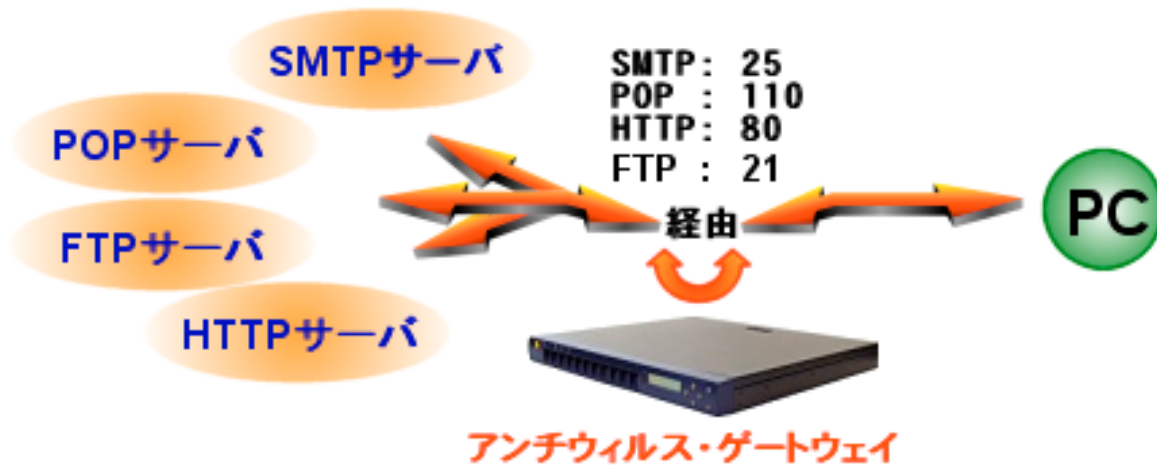 SMTPサーバ
POPサーバ
FTPサーバ
HTTPサーバ
SMTP: 25
POP : 110
HTTP: 80
FTP : 21
経由
PC
アンチウィルス・ゲートウェイ